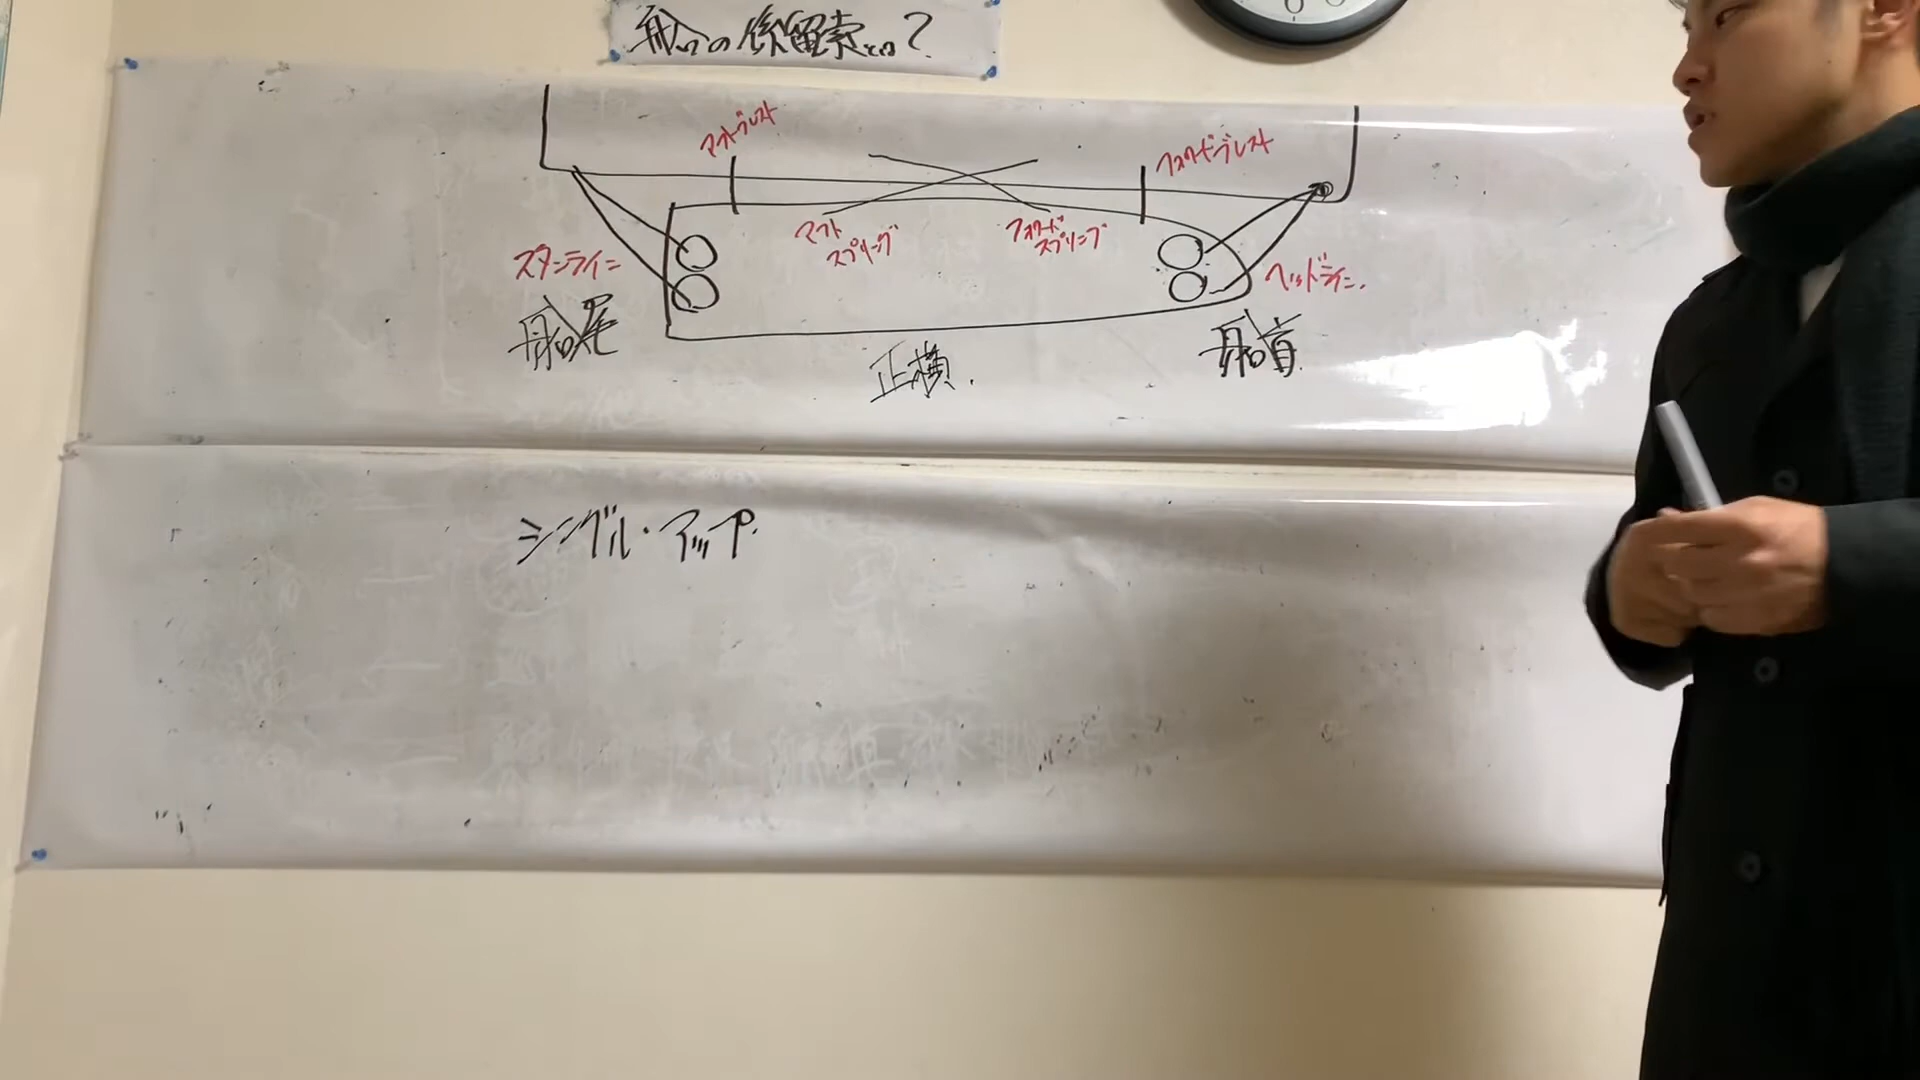 船の係留索とは?
アフトブレスト
フォワードブレスト
アフト
スプリング
フォワード
スプリング
スタンライン
ヘッドライン.
船尾
船首
正横.
シングル・アップ.